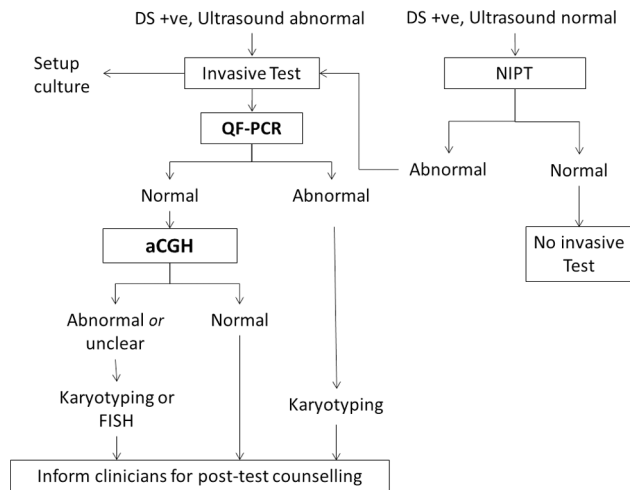 DS +ve, Ultrasound abnormal
DS +ve, Ultrasound normal
Setup
culture
Invasive Test
NIPT
QF-PCR
Abnormal
Normal
Normal
Abnormal
aCGH
No invasive
Test
Abnormal or
unclear
Normal
Karyotyping or
FISH
Karyotyping
Inform clinicians for post-test counselling